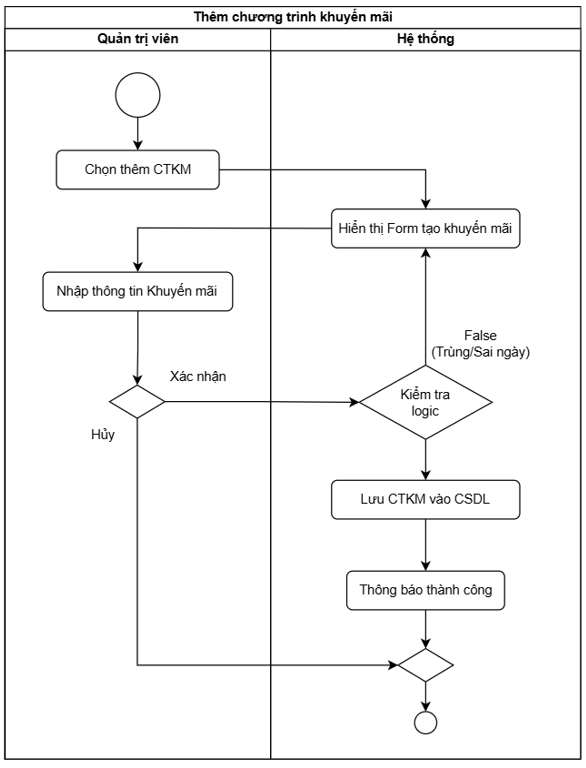 Thêm chương trình khuyến mãi
Quản trị viên
Hệ thống
Chọn thêm CTKM
Hiển thị Form tạo khuyến mãi
Nhập thông tin Khuyến mãi
False
(Trùng/Sai ngày)
Xác nhận
Kiểm tra
logic
Hủy
Lưu CTKM vào CSDL
Thông báo thành công